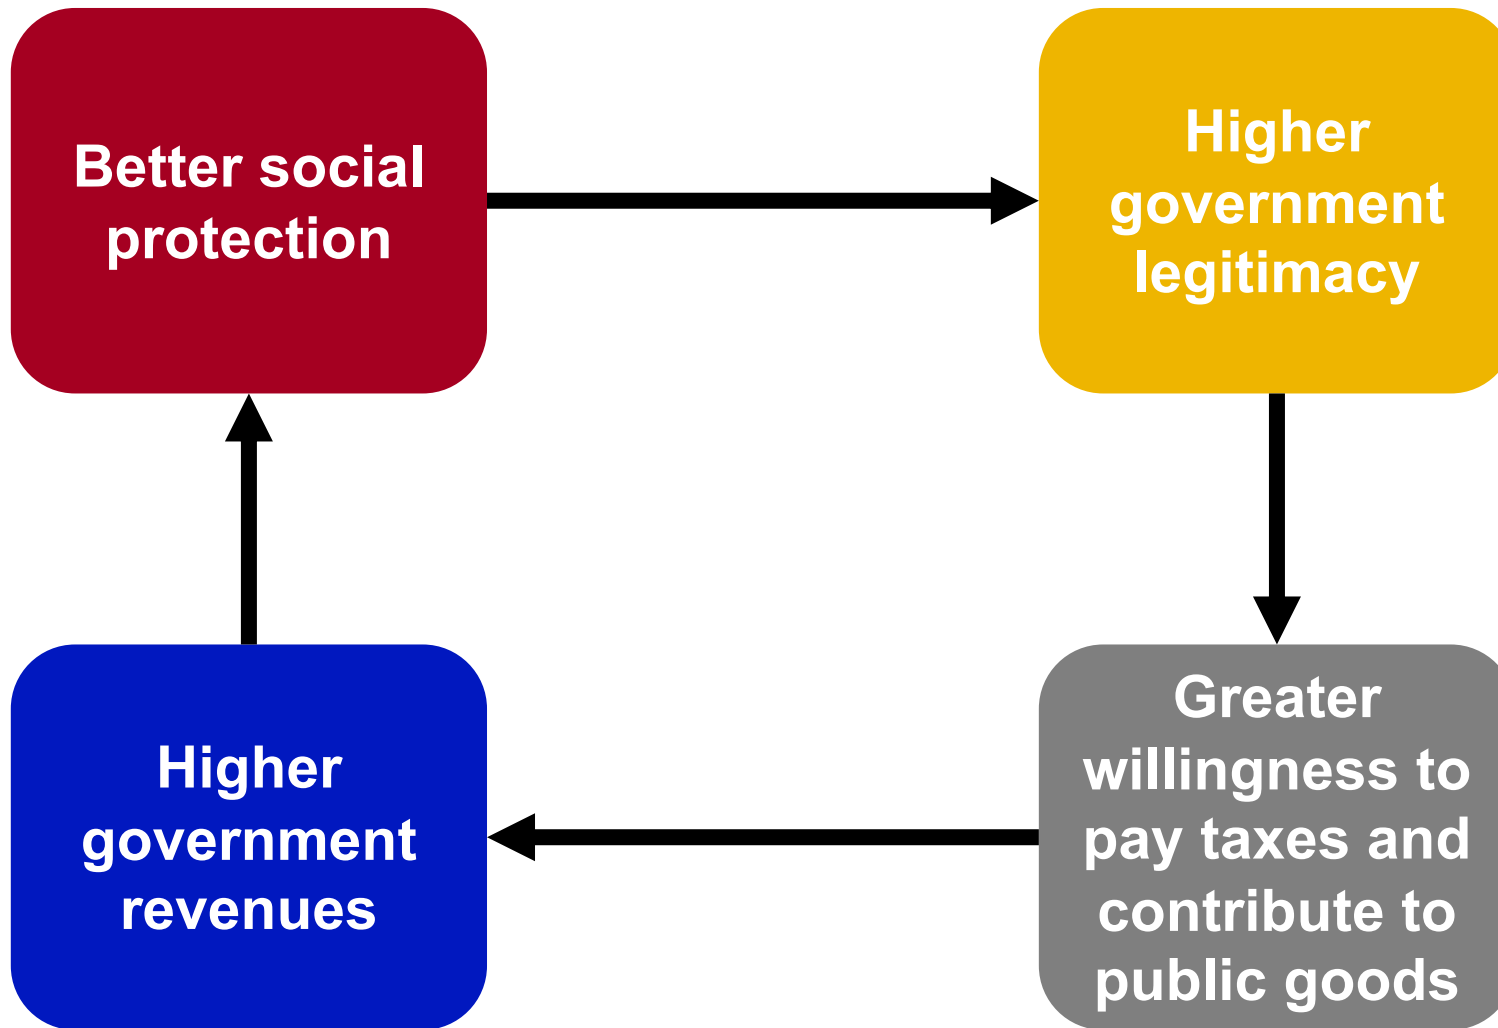 Better social
protection
Higher
government
legitimacy
Higher
government
revenues
Greater
willingness to
pay taxes and
contribute to
public goods